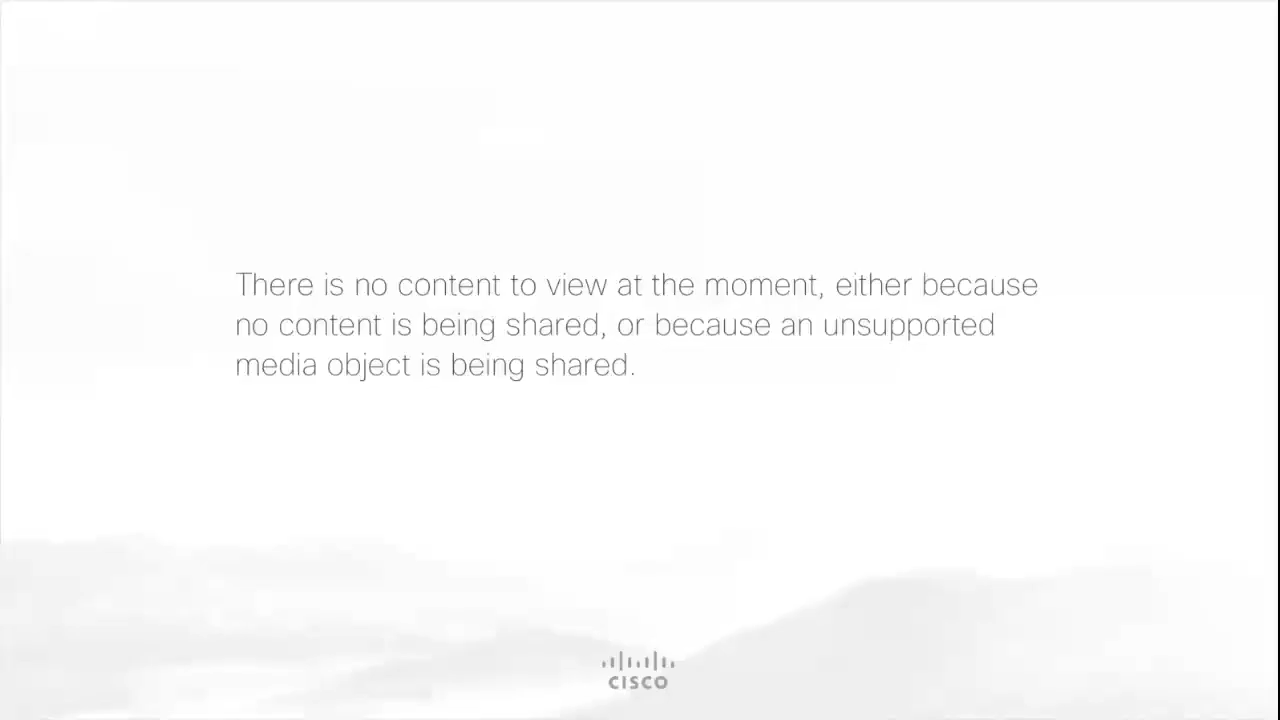 There is no content to view at the moment, either because
no content is being shared, or because an unsupported
media object is being shared.
CISCO